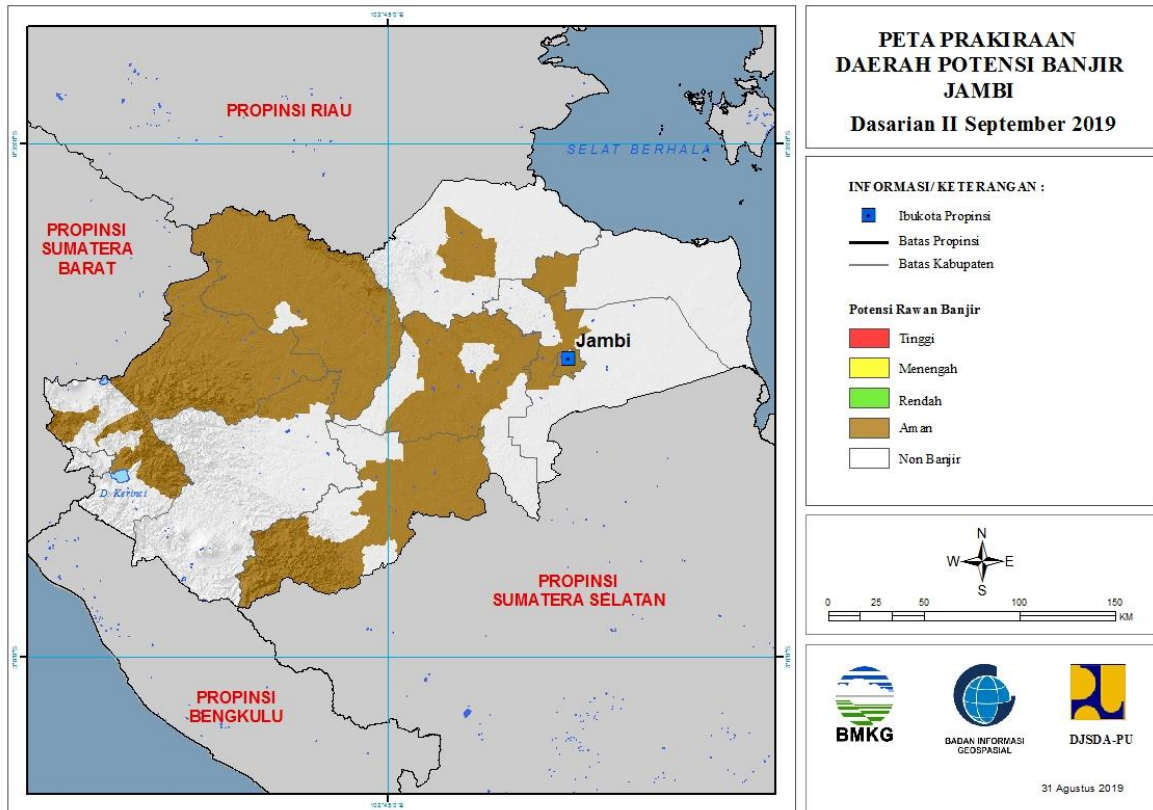 PETA PRAKIRAAN
DAERAH POTENSI BANJIR
JAMBI
Dasarian II September 2019
INFORMASI/ KETERANGAN :
Ibukota Propinsi
Batas Propinsi
Batas Kabupaten
Potensi Rawan Banjir
Tinggi
Menengah
Rendah
Aman
Non Banjir
PROPINSI RIAU
SELAT BERHALA
PROPINSI
SUMATERA
BARAT
Jambi
D. Kerinci
PROPINSI
SUMATERA SELATAN
PROPINSI
BENGKULU
N
W
E
S
0 25 50 100 150
KM
BMKG
BADAN INFORMASI
GEOSPASIAL
DJSDA-PU
31 Agustus 2019